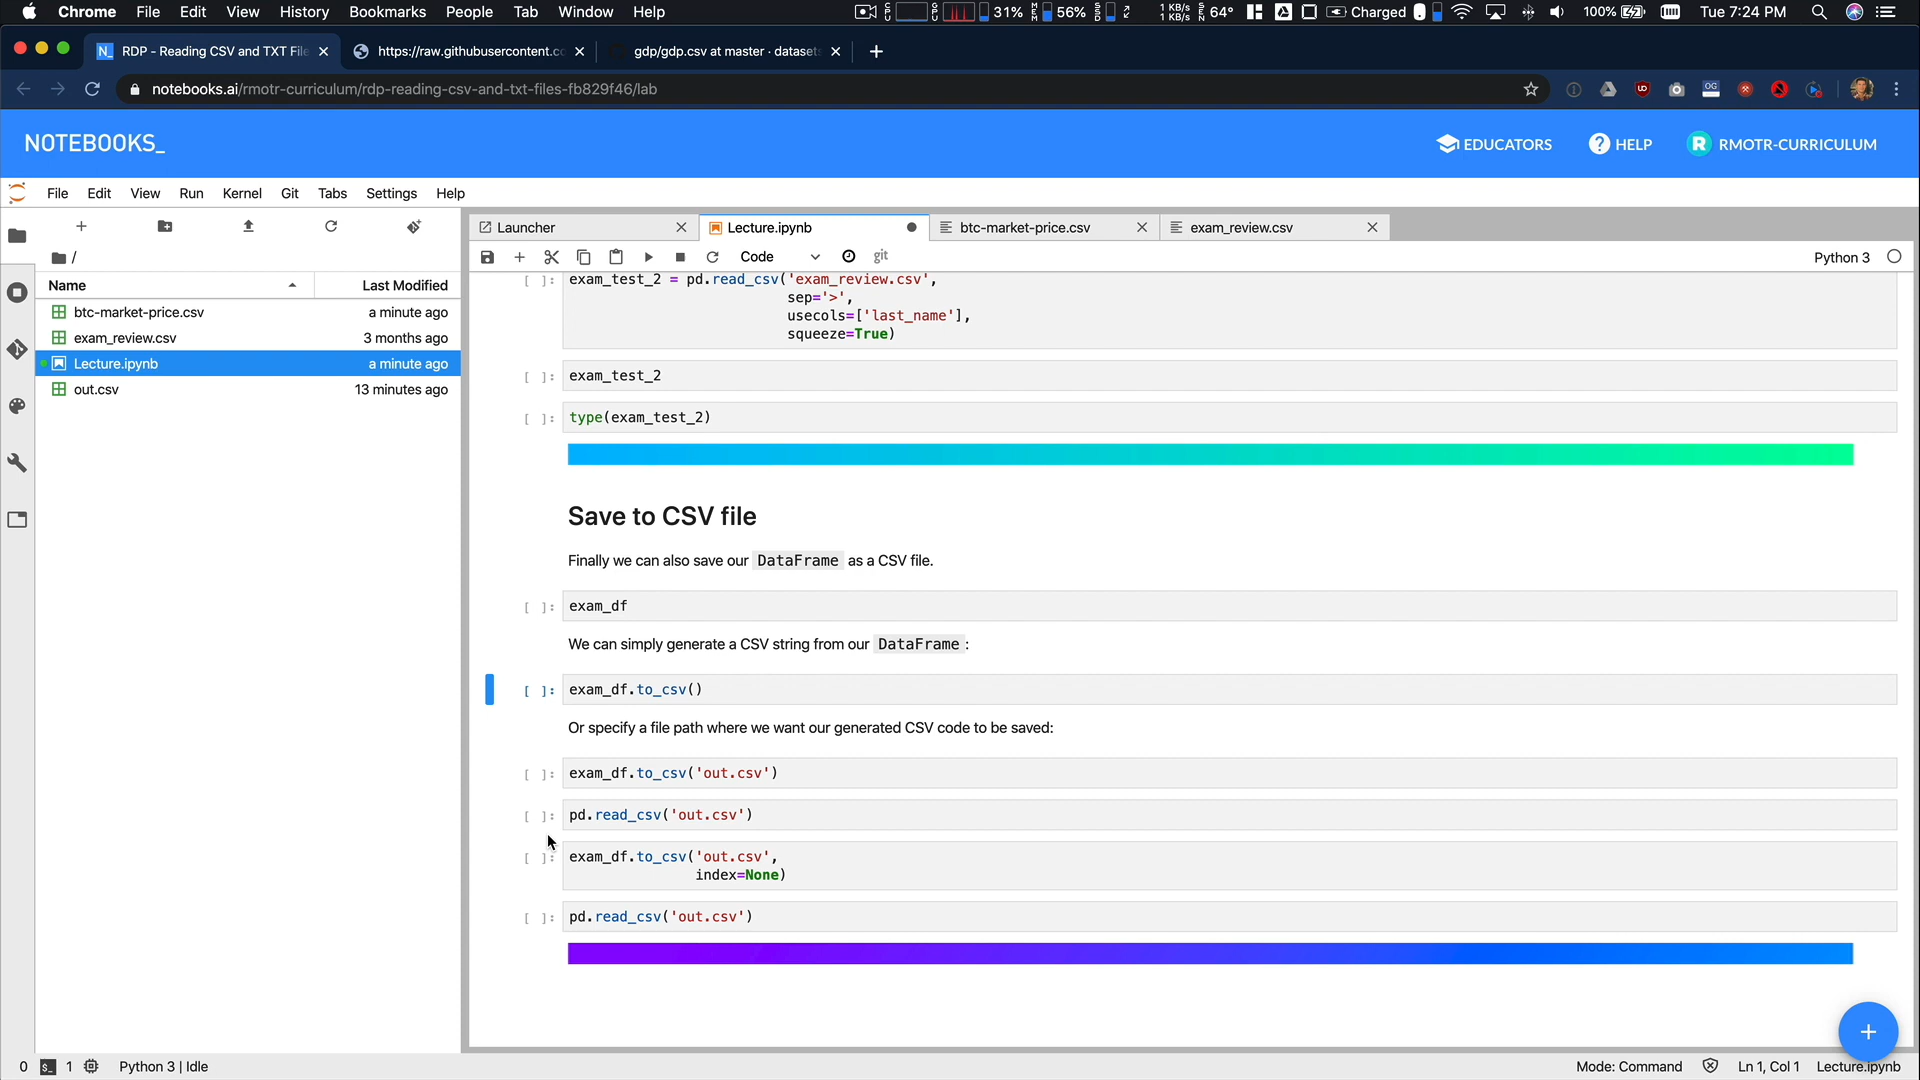 Chrome File Edit View History Bookmarks People Tab Window Help 31% 56% 1 KB/s 1 KB/s 64° Charged 100% Tue 7:24 PM
RDP - Reading CSV and TXT File https://raw.githubusercontent.co gdp/gdp.csv at master · datasets
notebooks.ai/rmotr-curriculum/rdp-reading-csv-and-txt-files-fb829f46/lab
NOTEBOOKS_ EDUCATORS ? HELP R RMOTR-CURRICULUM
File Edit View Run Kernel Git Tabs Settings Help
Launcher Lecture.ipynb btc-market-price.csv exam_review.csv
Code git Python 3
/
Name Last Modified
btc-market-price.csv a minute ago
exam_review.csv 3 months ago
Lecture.ipynb a minute ago
out.csv 13 minutes ago
[ ]: exam_test_2 = pd.read_csv('exam_review.csv',
sep='>',
usecols=['last_name'],
squeeze=True)
[ ]: exam_test_2
[ ]: type(exam_test_2)
Save to CSV file
Finally we can also save our DataFrame as a CSV file.
[ ]: exam_df
We can simply generate a CSV string from our DataFrame :
[ ]: exam_df.to_csv()
Or specify a file path where we want our generated CSV code to be saved:
[ ]: exam_df.to_csv('out.csv')
[ ]: pd.read_csv('out.csv')
[ ]: exam_df.to_csv('out.csv',
index=None)
[ ]: pd.read_csv('out.csv')
0 1 Python 3 | Idle Mode: Command Ln 1, Col 1 Lecture.ipynb